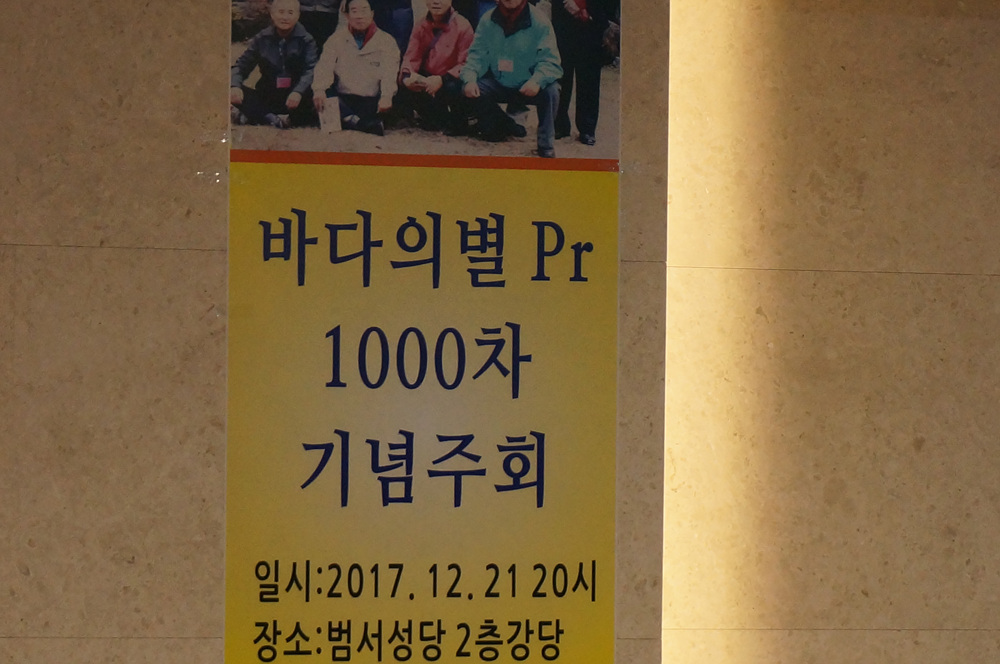 바다의별 Pr
1000차
기념주회
일시:2017. 12. 21 20시
장소:범서성당 2층강당